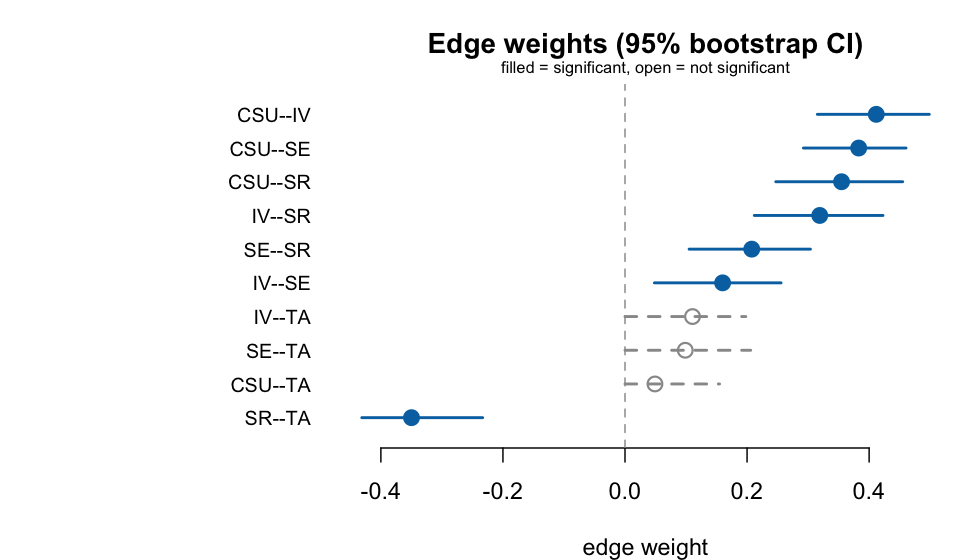 Edge weights (95% bootstrap CI)
filled = significant, open = not significant
CSU--IV
CSU--SE
CSU--SR
IV--SR
SE--SR
IV--SE
IV--TA
SE--TA
CSU--TA
SR--TA
-0.4 -0.2 0.0 0.2 0.4
edge weight